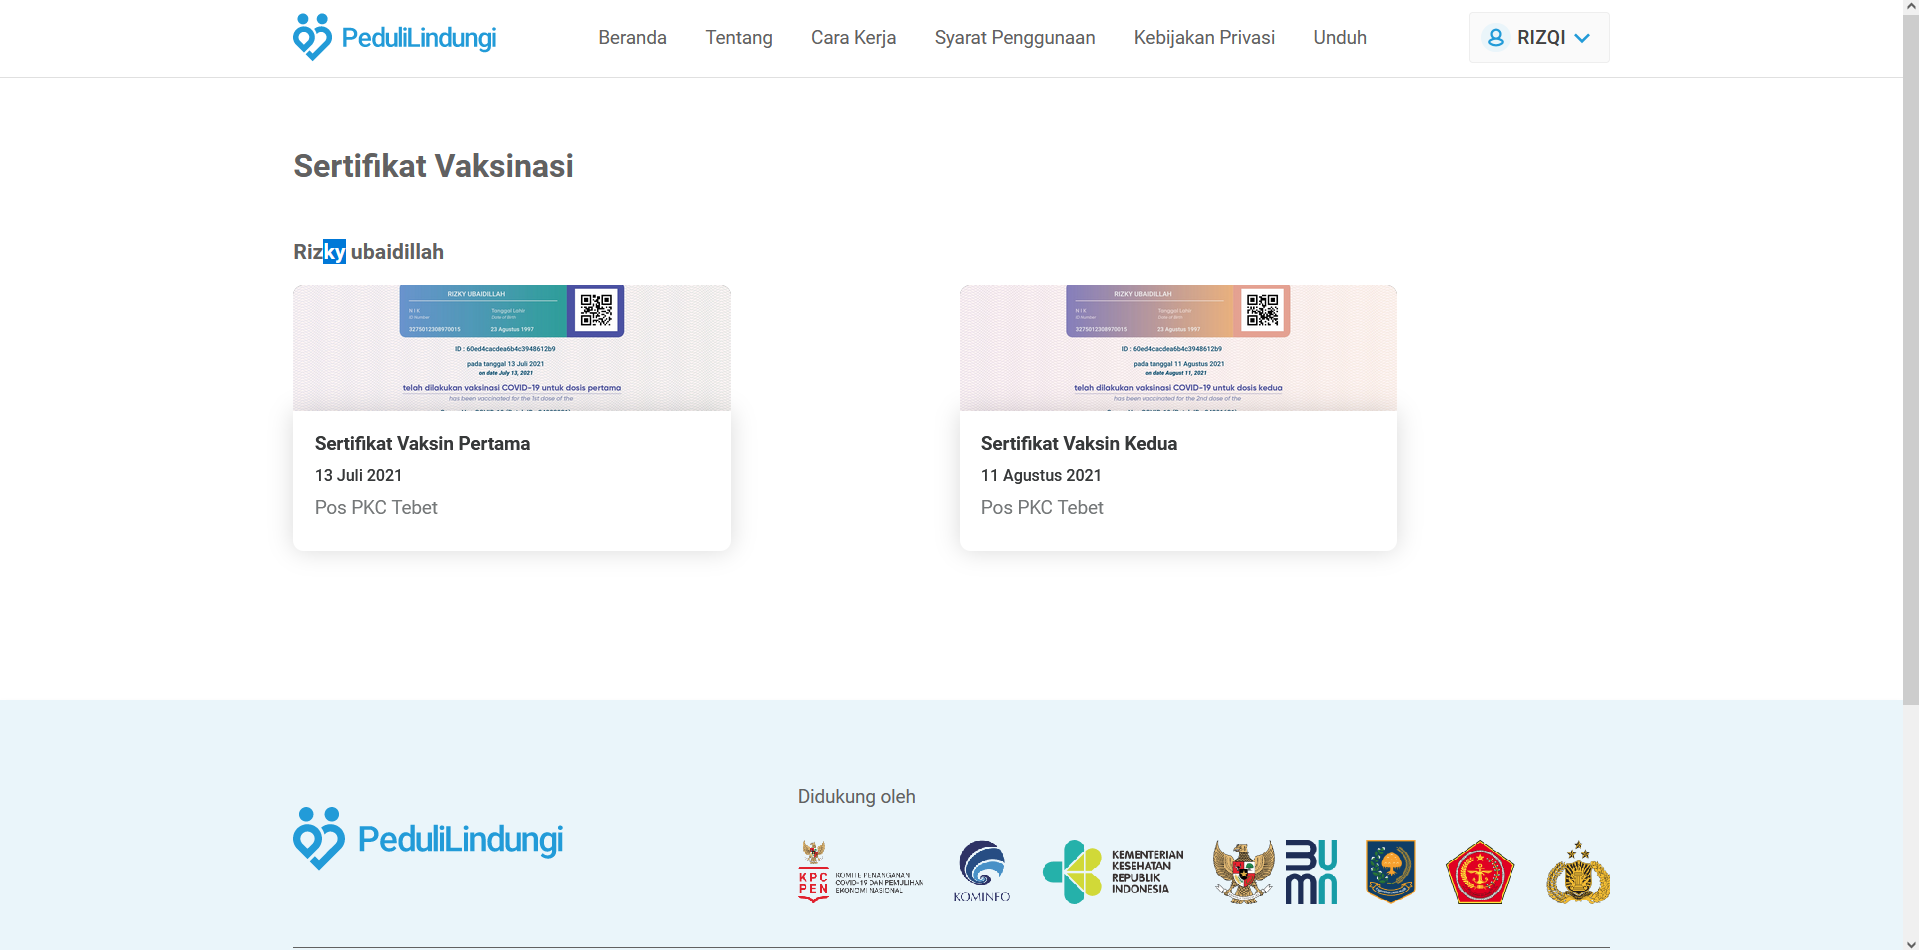 PeduliLindungi
Beranda Tentang Cara Kerja Syarat Penggunaan Kebijakan Privasi Unduh
RIZQI
Sertifikat Vaksinasi
Rizky ubaidillah
RIZKY UBAIDILLAH
NIK
ID Number
Tanggal Lahir
Date of Birth
3275012308970015
23 Agustus 1997
ID : 60ed4cacdea6b4c3948612b9
pada tanggal 13 Juli 2021
on date July 13, 2021
telah dilakukan vaksinasi COVID-19 untuk dosis pertama
has been vaccinated for the 1st dose of the
Sertifikat Vaksin Pertama
13 Juli 2021
Pos PKC Tebet
RIZKY UBAIDILLAH
NIK
ID Number
Tanggal Lahir
Date of Birth
3275012308970015
23 Agustus 1997
ID : 60ed4cacdea6b4c3948612b9
pada tanggal 11 Agustus 2021
on date August 11, 2021
telah dilakukan vaksinasi COVID-19 untuk dosis kedua
has been vaccinated for the 2nd dose of the
Sertifikat Vaksin Kedua
11 Agustus 2021
Pos PKC Tebet
PeduliLindungi
Didukung oleh
KPC
PEN
KOMITE PENANGANAN
COVID-19 DAN PEMULIHAN
EKONOMI NASIONAL
KOMINFO
KEMENTERIAN
KESEHATAN
REPUBLIK
INDONESIA
BUMN